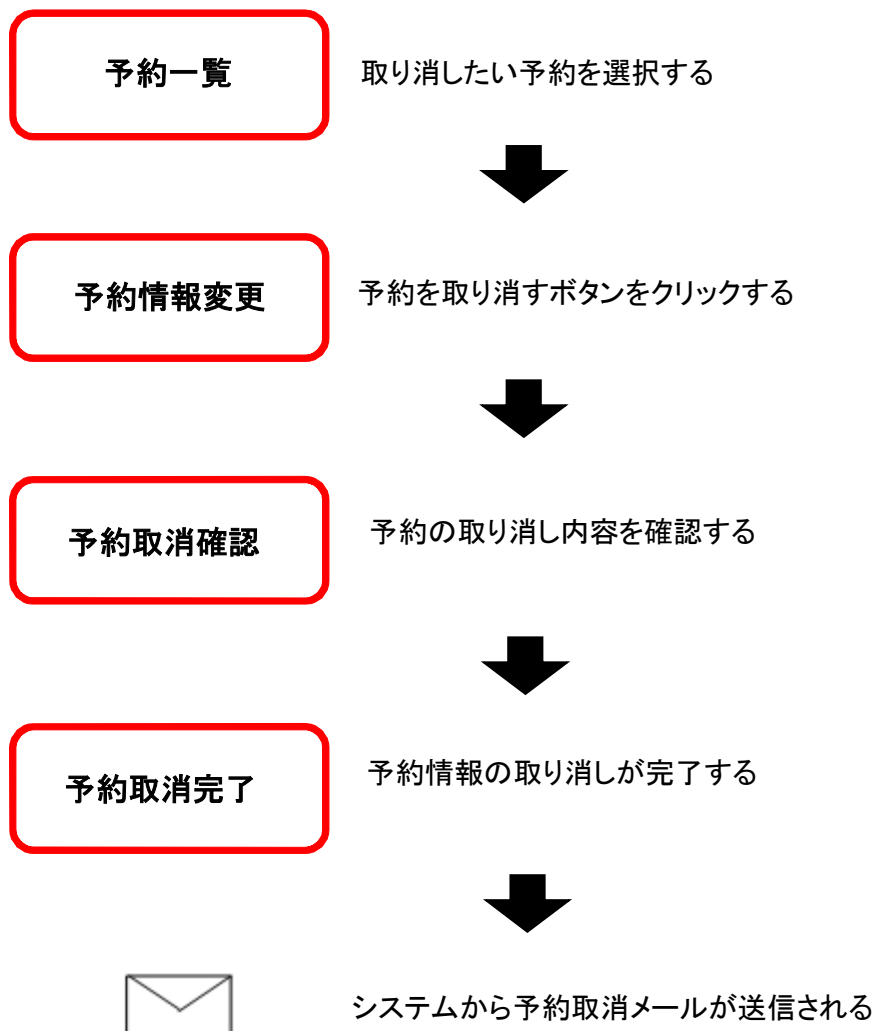 予約一覧
取り消したい予約を選択する
予約情報変更
予約を取り消すボタンをクリックする
予約取消確認
予約の取り消し内容を確認する
予約取消完了
予約情報の取り消しが完了する
システムから予約取消メールが送信される